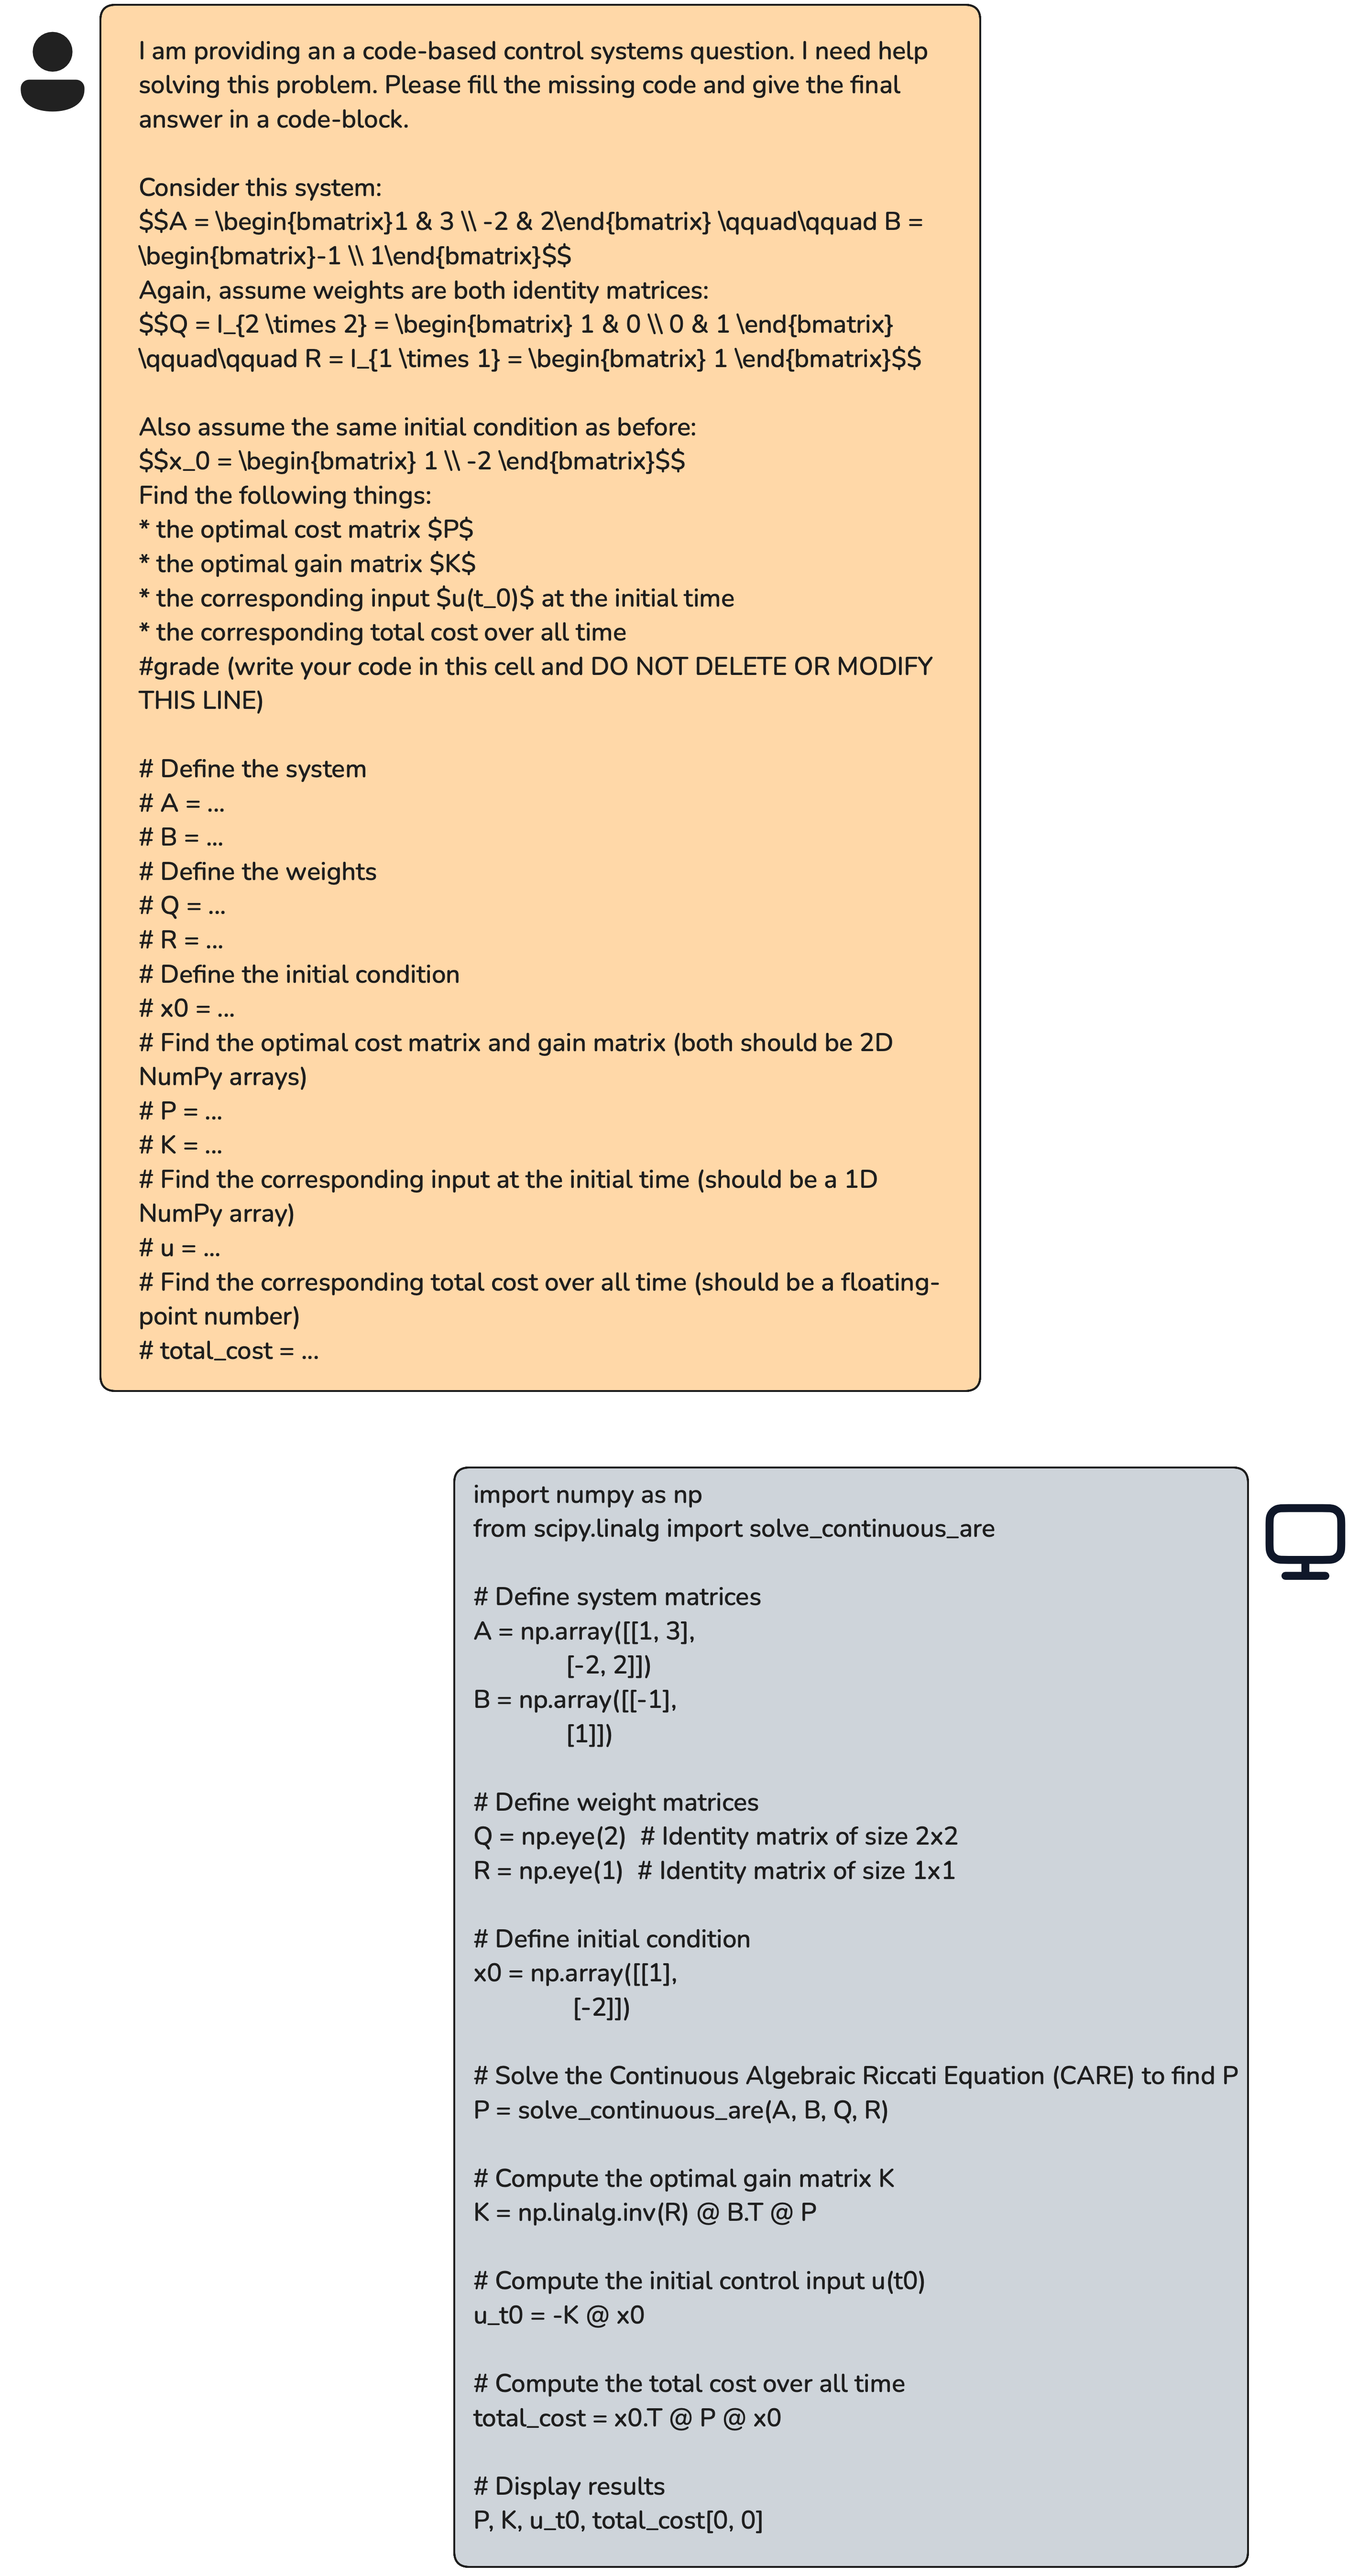 I am providing an a code-based control systems question. I need help
solving this problem. Please fill the missing code and give the final
answer in a code-block.
Consider this system:
$$A = \begin{bmatrix}1 & 3 \\ -2 & 2\end{bmatrix} \qquad\qquad B =
\begin{bmatrix}-1 \\ 1\end{bmatrix}$$
Again, assume weights are both identity matrices:
$$Q = I_{2 \times 2} = \begin{bmatrix} 1 & 0 \\ 0 & 1 \end{bmatrix}
\qquad\qquad R = I_{1 \times 1} = \begin{bmatrix} 1 \end{bmatrix}$$
Also assume the same initial condition as before:
$$x_0 = \begin{bmatrix} 1 \\ -2 \end{bmatrix}$$
Find the following things:
* the optimal cost matrix $P$
* the optimal gain matrix $K$
* the corresponding input $u(t_0)$ at the initial time
* the corresponding total cost over all time
#grade (write your code in this cell and DO NOT DELETE OR MODIFY
THIS LINE)
# Define the system
# A = ...
# B = ...
# Define the weights
# Q = ...
# R = ...
# Define the initial condition
# x0 = ...
# Find the optimal cost matrix and gain matrix (both should be 2D
NumPy arrays)
# P = ...
# K = ...
# Find the corresponding input at the initial time (should be a 1D
NumPy array)
# u = ...
# Find the corresponding total cost over all time (should be a floating-
point number)
# total_cost = ...
import numpy as np
from scipy.linalg import solve_continuous_are
# Define system matrices
A = np.array([[1, 3],
[-2, 2]])
B = np.array([[-1],
[1]])
# Define weight matrices
Q = np.eye(2)  # Identity matrix of size 2x2
R = np.eye(1)  # Identity matrix of size 1x1
# Define initial condition
x0 = np.array([[1],
[-2]])
# Solve the Continuous Algebraic Riccati Equation (CARE) to find P
P = solve_continuous_are(A, B, Q, R)
# Compute the optimal gain matrix K
K = np.linalg.inv(R) @ B.T @ P
# Compute the initial control input u(t0)
u_t0 = -K @ x0
# Compute the total cost over all time
total_cost = x0.T @ P @ x0
# Display results
P, K, u_t0, total_cost[0, 0]